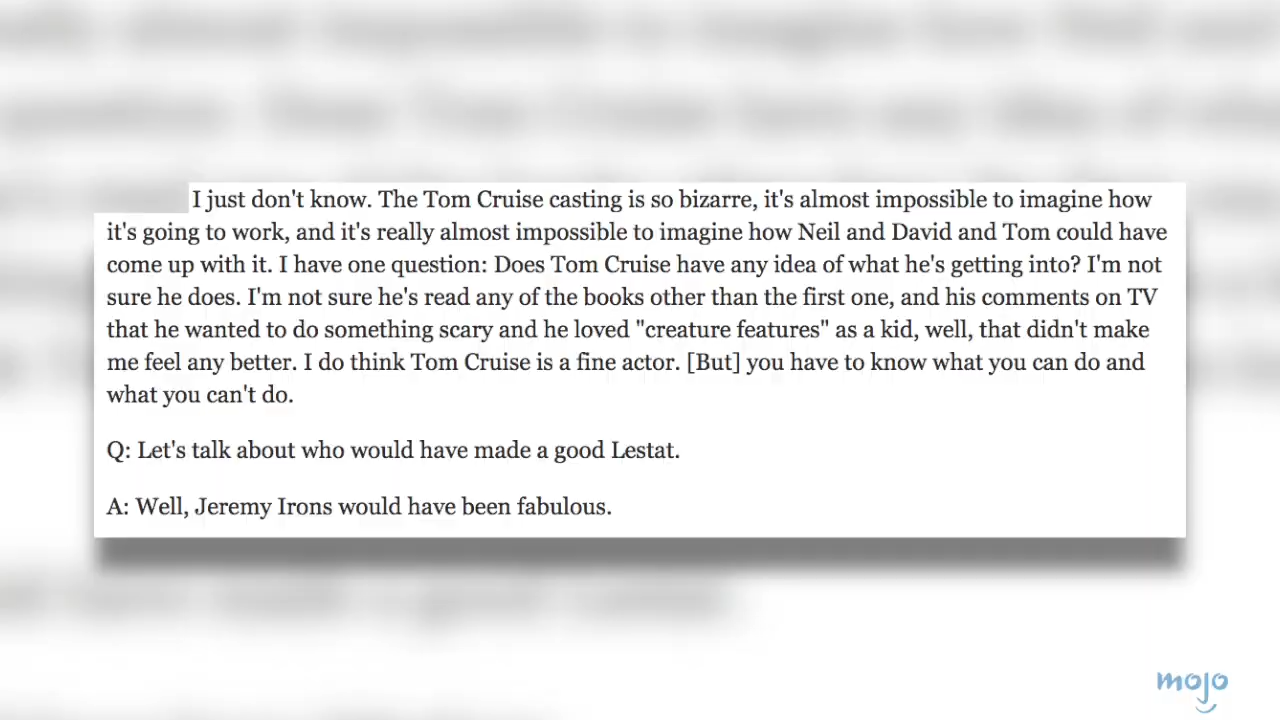 I just don't know. The Tom Cruise casting is so bizarre, it's almost impossible to imagine how
it's going to work, and it's really almost impossible to imagine how Neil and David and Tom could have
come up with it. I have one question: Does Tom Cruise have any idea of what he's getting into? I'm not
sure he does. I'm not sure he's read any of the books other than the first one, and his comments on TV
that he wanted to do something scary and he loved "creature features" as a kid, well, that didn't make
me feel any better. I do think Tom Cruise is a fine actor. [But] you have to know what you can do and
what you can't do.
Q: Let's talk about who would have made a good Lestat.
A: Well, Jeremy Irons would have been fabulous.
mojo